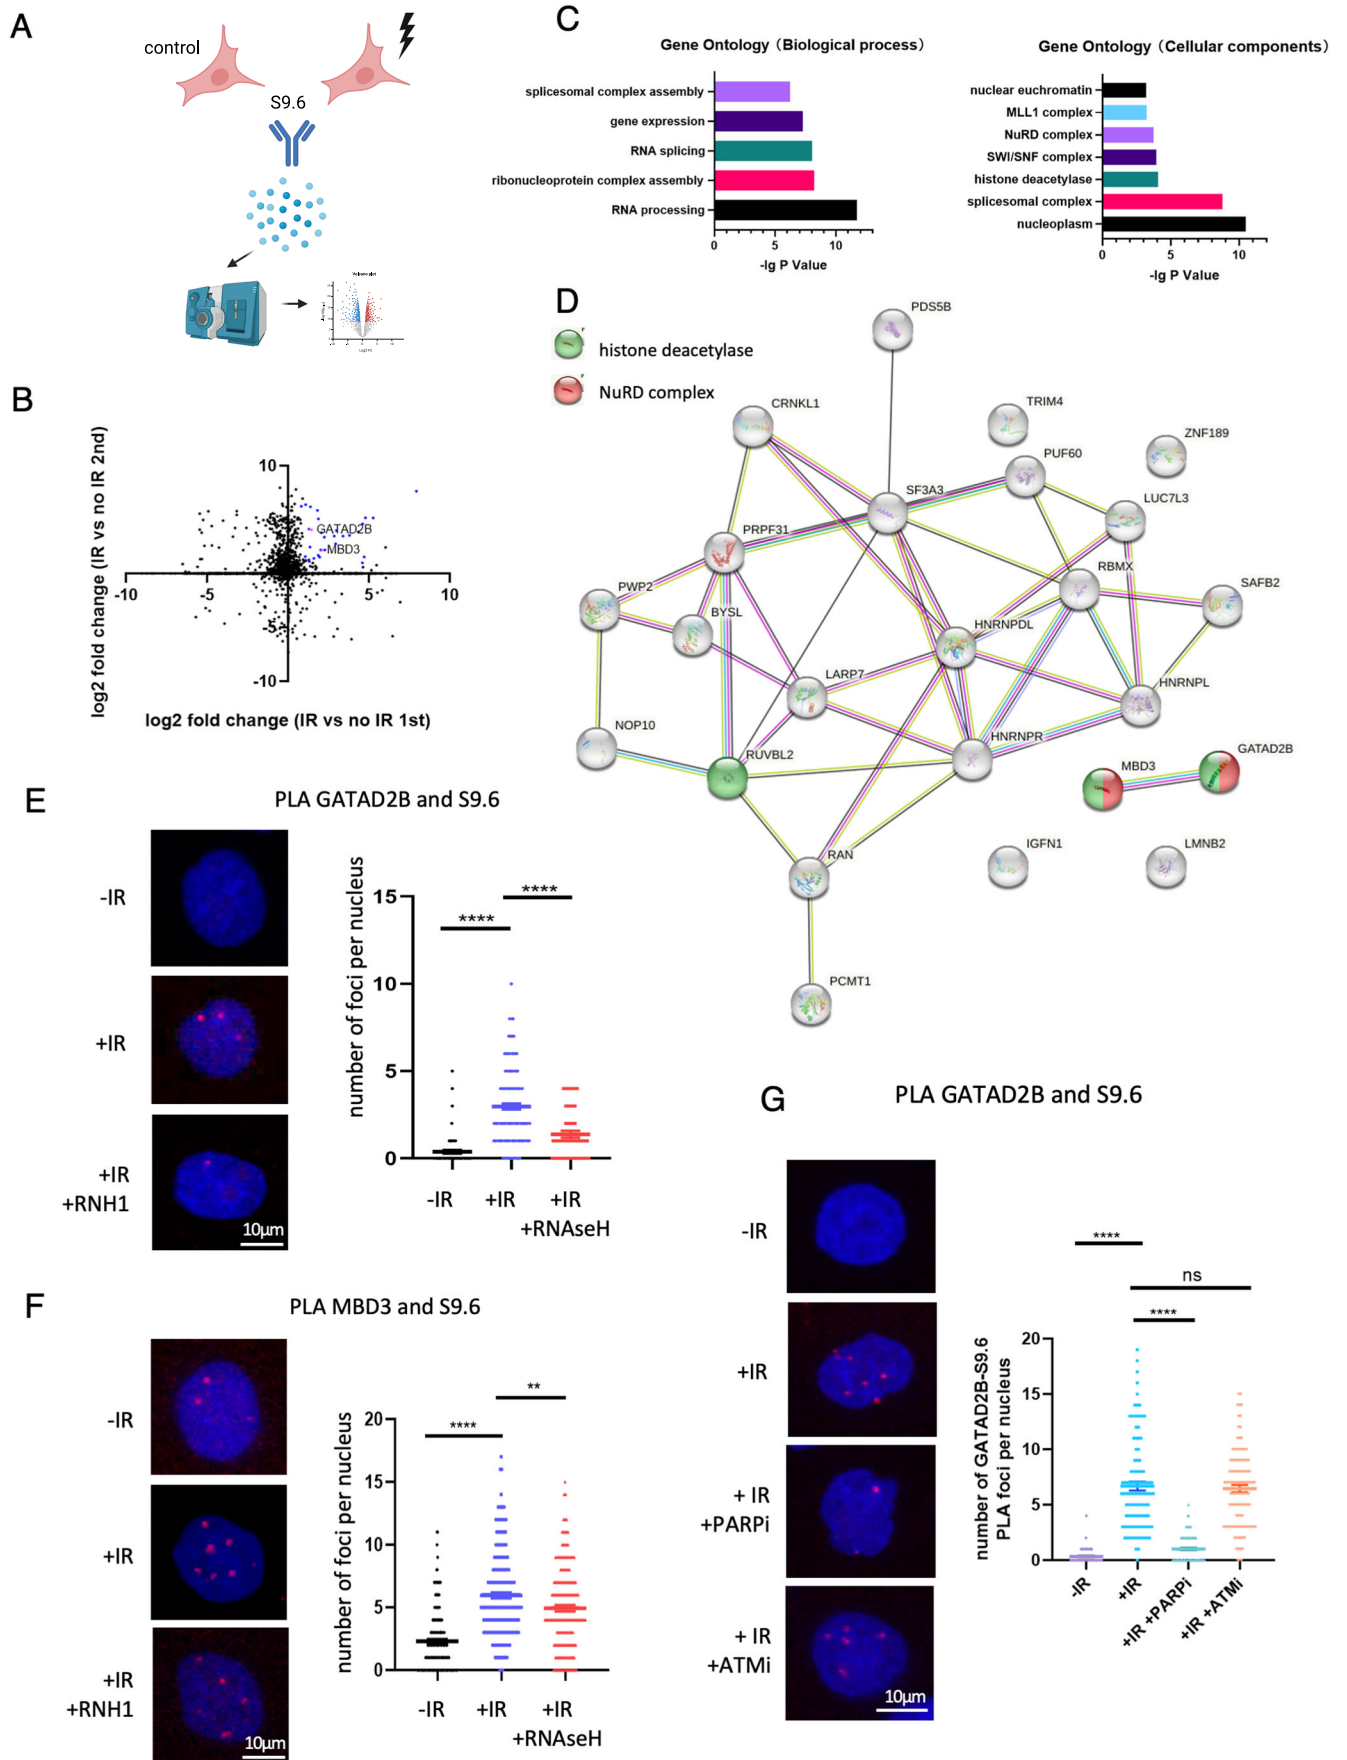 A
control
S9.6
Volcano plot
B
log2 fold change (IR vs no IR 2nd)
10
GATAD2B
MBD3
-10
-5
0
5
10
-5
-10
log2 fold change (IR vs no IR 1st)
C
Gene Ontology (Biological process)
splicesomal complex assembly
gene expression
RNA splicing
ribonucleoprotein complex assembly
RNA processing
0
5
10
-lg P Value
Gene Ontology (Cellular components)
nuclear euchromatin
MLL1 complex
NuRD complex
SWI/SNF complex
histone deacetylase
splicesomal complex
nucleoplasm
0
5
10
-lg P Value
D
histone deacetylase
NuRD complex
PDS5B
CRNKL1
TRIM4
ZNF189
PUF60
SF3A3
LUC7L3
PRPF31
RBMX
PWP2
SAFB2
BYSL
HNRNPDL
LARP7
HNRNPL
NOP10
RUVBL2
HNRNPR
MBD3
GATAD2B
IGFN1
LMNB2
RAN
PCMT1
E
PLA GATAD2B and S9.6
-IR
+IR
+IR
+RNH1
10µm
number of foci per nucleus
15
10
5
0
****
****
-IR
+IR
+IR
+RNAseH
F
PLA MBD3 and S9.6
-IR
+IR
+IR
+RNH1
10µm
number of foci per nucleus
20
15
10
5
0
****
**
-IR
+IR
+IR
+RNAseH
G
PLA GATAD2B and S9.6
-IR
+IR
+ IR
+PARPi
+ IR
+ATMi
10µm
number of GATAD2B-S9.6
PLA foci per nucleus
20
15
10
5
0
****
ns
****
-IR
+IR
+IR +PARPi
+IR +ATMi